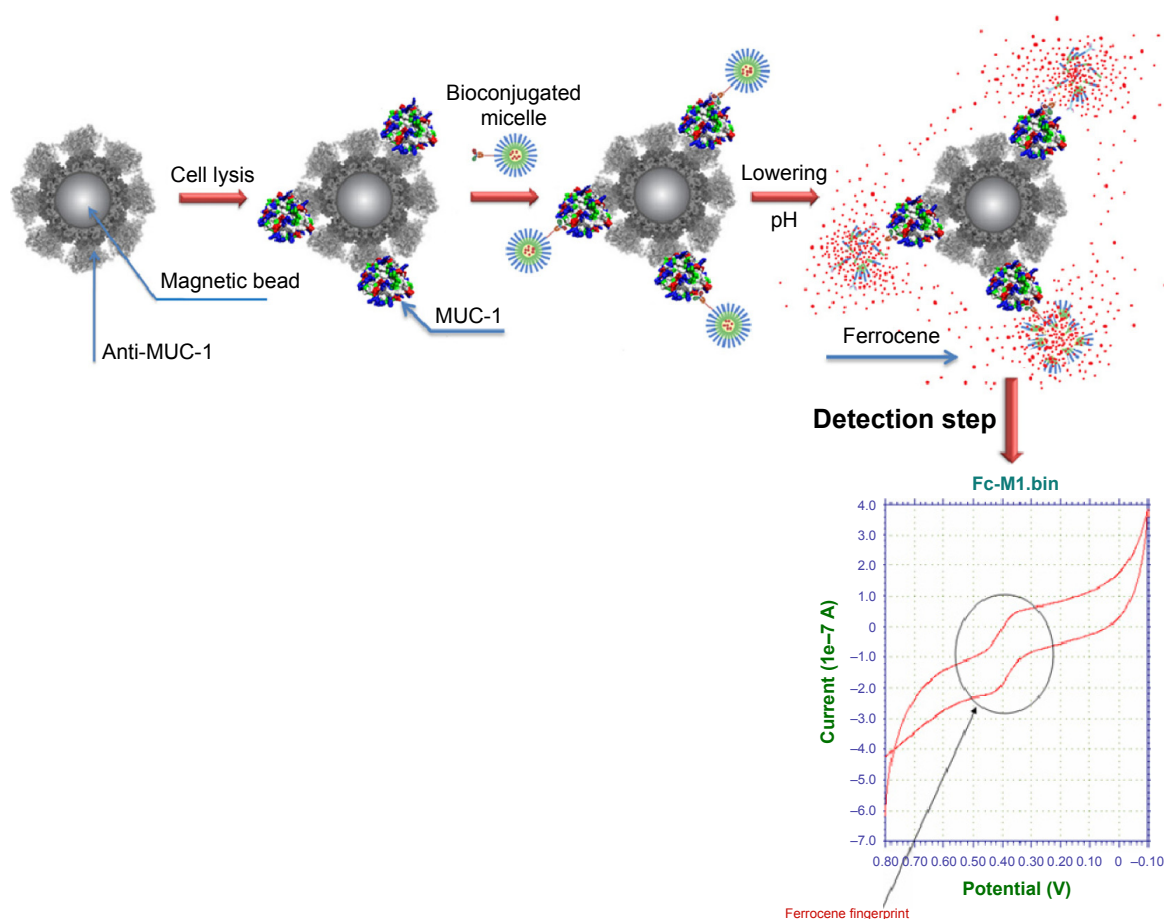 Bioconjugated
micelle
Cell lysis
Lowering
pH
Magnetic bead
MUC-1
Anti-MUC-1
Ferrocene
Detection step
Fc-M1.bin
4.0
3.0
2.0
1.0
0
–1.0
–2.0
–3.0
–4.0
–5.0
–6.0
–7.0
Current (1e–7 A)
0.80 0.70 0.60 0.50 0.40 0.30 0.20 0.10 0 –0.10
Potential (V)
Ferrocene fingerprint